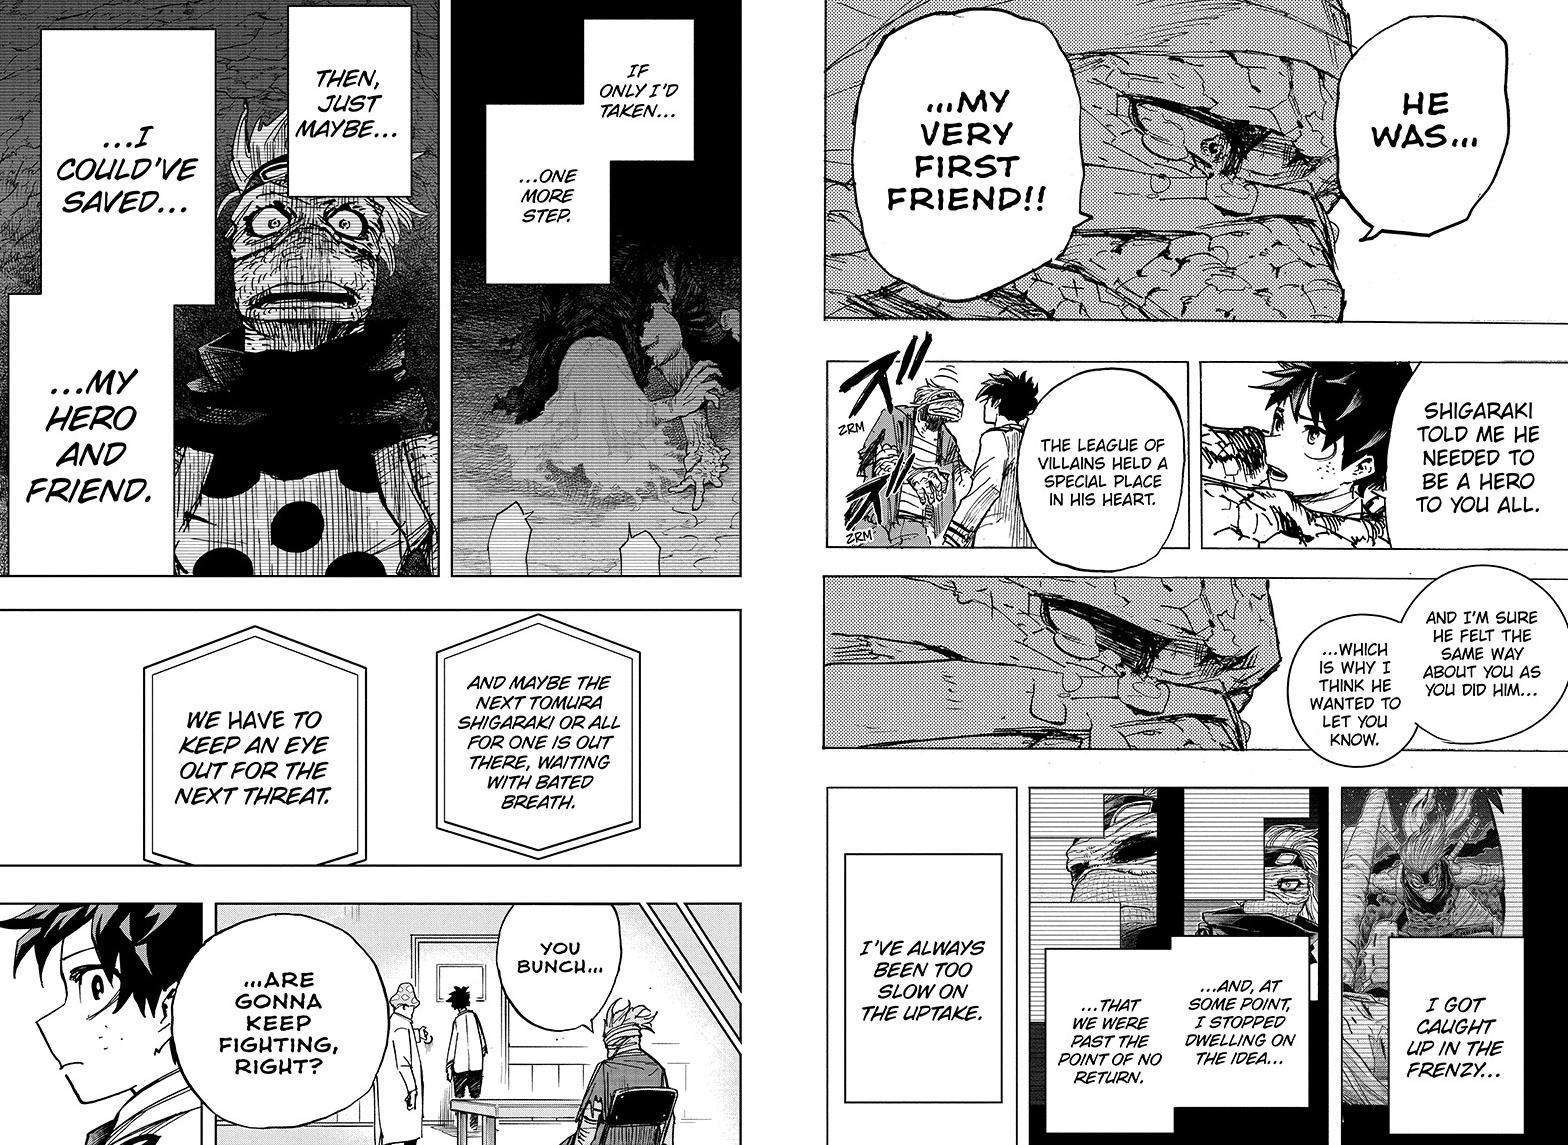 HE
WAS...
...MY
VERY
FIRST
FRIEND!!
SHIGARAKI
TOLD ME HE
NEEDED TO
BE A HERO
TO YOU ALL.
THE LEAGUE OF
VILLAINS HELD A
SPECIAL PLACE
IN HIS HEART.
ZRM
ZRM
AND I'M SURE
HE FELT THE
SAME WAY
ABOUT YOU AS
YOU DID HIM...
...WHICH
IS WHY I
THINK HE
WANTED TO
LET YOU
KNOW.
I GOT
CAUGHT
UP IN THE
FRENZY...
...AND, AT
SOME POINT,
I STOPPED
DWELLING ON
THE IDEA...
...THAT
WE WERE
PAST THE
POINT OF NO
RETURN.
I'VE ALWAYS
BEEN TOO
SLOW ON
THE UPTAKE.
IF
ONLY I'D
TAKEN...
...ONE
MORE
STEP.
THEN,
JUST
MAYBE...
...I
COULD'VE
SAVED...
...MY
HERO
AND
FRIEND.
AND MAYBE THE
NEXT TOMURA
SHIGARAKI OR ALL
FOR ONE IS OUT
THERE, WAITING
WITH BATED
BREATH.
WE HAVE TO
KEEP AN EYE
OUT FOR THE
NEXT THREAT.
YOU
BUNCH...
...ARE
GONNA
KEEP
FIGHTING,
RIGHT?